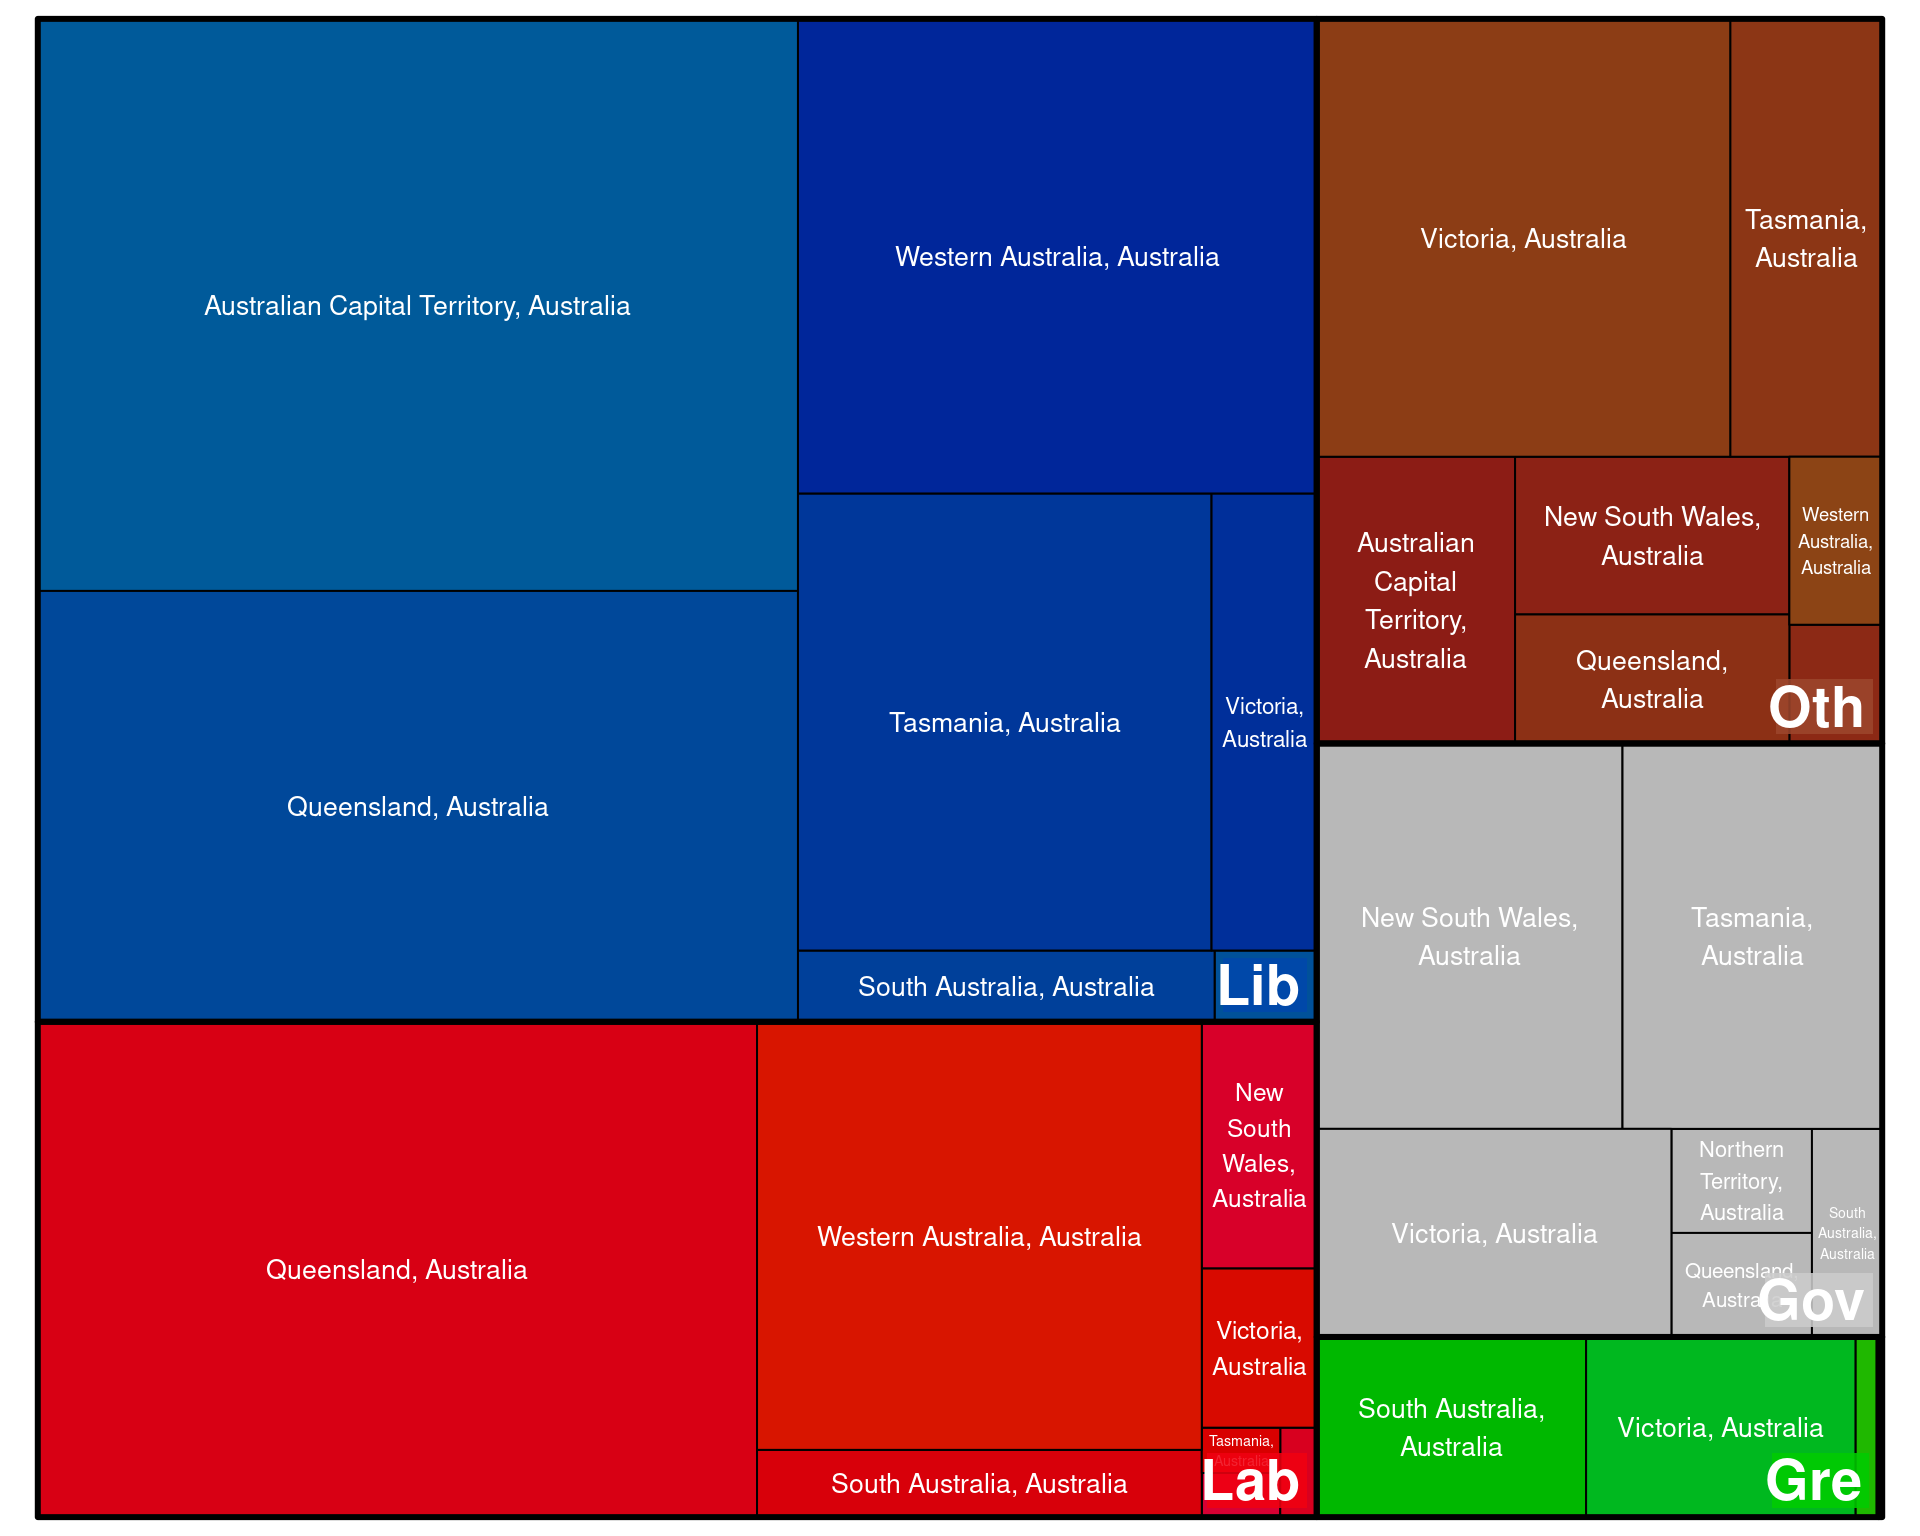 Australian Capital Territory, Australia
Queensland, Australia
Western Australia, Australia
Tasmania, Australia
Victoria,
Australia
South Australia, Australia
Lib
Queensland, Australia
Western Australia, Australia
South Australia, Australia
New
South
Wales,
Australia
Victoria,
Australia
Tasmania,
Australia
Lab
Victoria, Australia
Tasmania,
Australia
Australian
Capital
Territory,
Australia
New South Wales,
Australia
Queensland,
Australia
Western
Australia,
Australia
Oth
New South Wales,
Australia
Tasmania,
Australia
Victoria, Australia
Northern
Territory,
Australia
Queensland,
Australia
South
Australia,
Australia
Gov
South Australia,
Australia
Victoria, Australia
Gre